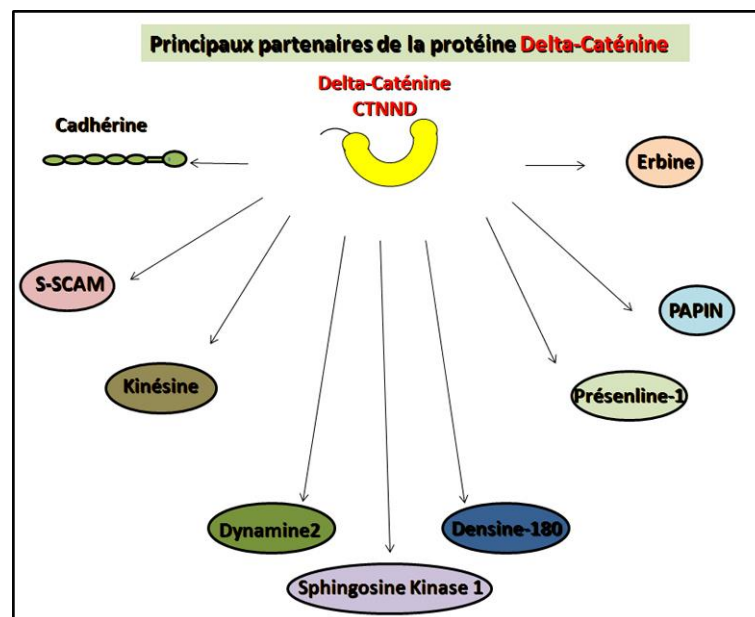 Principaux partenaires de la protéine Delta-Caténine
Delta-Caténine
CTNND
Cadhérine
Erbine
S-SCAM
PAPIN
Kinésine
Présenline-1
Dynamine2
Densine-180
Sphingosine Kinase 1